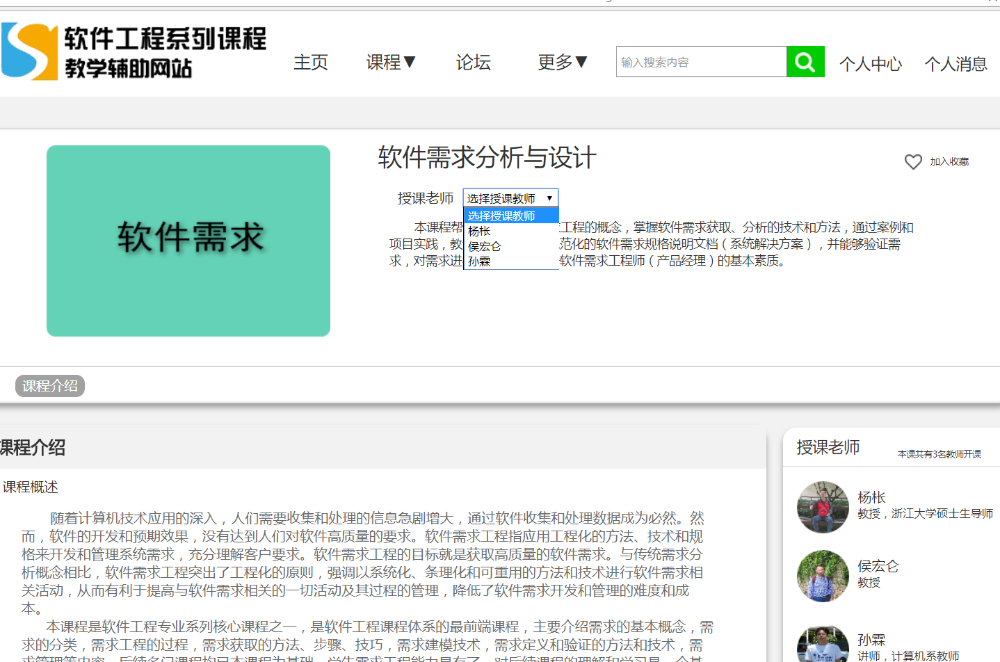 软件工程系列课程
教学辅助网站
主页
课程▼
论坛
更多▼
输入搜索内容
个人中心
个人消息
软件需求
软件需求分析与设计
加入收藏
授课老师
选择授课教师 ▼
选择授课教师
杨枨
侯宏仑
孙霖
本课程帮
工程的概念，掌握软件需求获取、分析的技术和方法，通过案例和
项目实践，教
范化的软件需求规格说明文档（系统解决方案），并能够验证需
求，对需求进
软件需求工程师（产品经理）的基本素质。
课程介绍
课程介绍
课程概述
随着计算机技术应用的深入，人们需要收集和处理的信息急剧增大，通过软件收集和处理数据成为必然。然
而，软件的开发和预期效果，没有达到人们对软件高质量的要求。软件需求工程指应用工程化的方法、技术和规
格来开发和管理系统需求，充分理解客户要求。软件需求工程的目标就是获取高质量的软件需求。与传统需求分
析概念相比，软件需求工程突出了工程化的原则，强调以系统化、条理化和可重用的方法和技术进行软件需求相
关活动，从而有利于提高与软件需求相关的一切活动及其过程的管理，降低了软件需求开发和管理的难度和成
本。
本课程是软件工程专业系列核心课程之一，是软件工程课程体系的最前端课程，主要介绍需求的基本概念，需
求的分类，需求工程的过程，需求获取的方法、步骤、技巧，需求建模技术，需求定义和验证的方法和技术，需
授课老师
本课共有3名教师开课
杨枨
教授，浙江大学硕士生导师
侯宏仑
教授
孙霖
讲师，计算机系教师